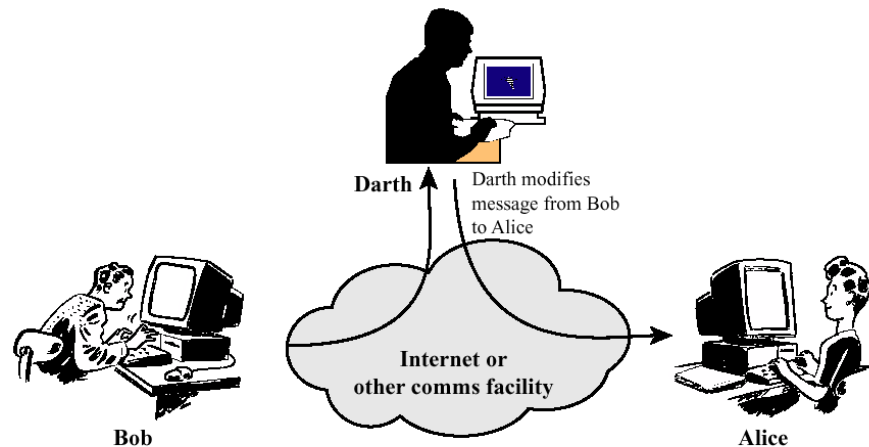 Darth
Darth modifies
message from Bob
to Alice
Internet or
other comms facility
Bob
Alice